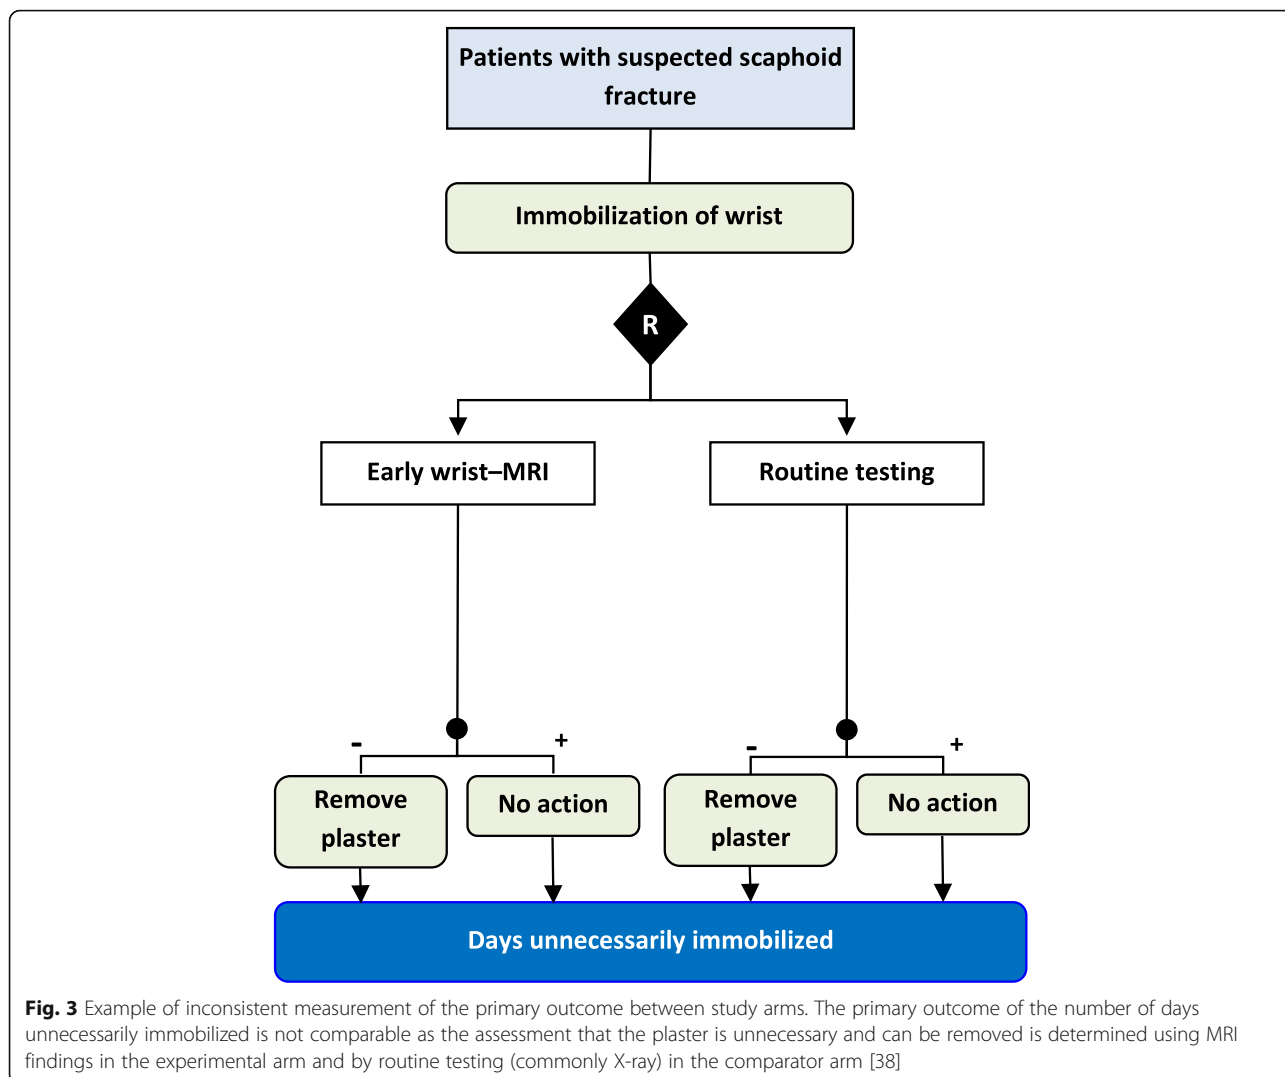 Patients with suspected scaphoid
fracture
Immobilization of wrist
R
Early wrist–MRI
Routine testing
-
+
-
+
Remove
plaster
No action
Remove
plaster
No action
Days unnecessarily immobilized
Fig. 3 Example of inconsistent measurement of the primary outcome between study arms. The primary outcome of the number of days
unnecessarily immobilized is not comparable as the assessment that the plaster is unnecessary and can be removed is determined using MRI
findings in the experimental arm and by routine testing (commonly X-ray) in the comparator arm [38]